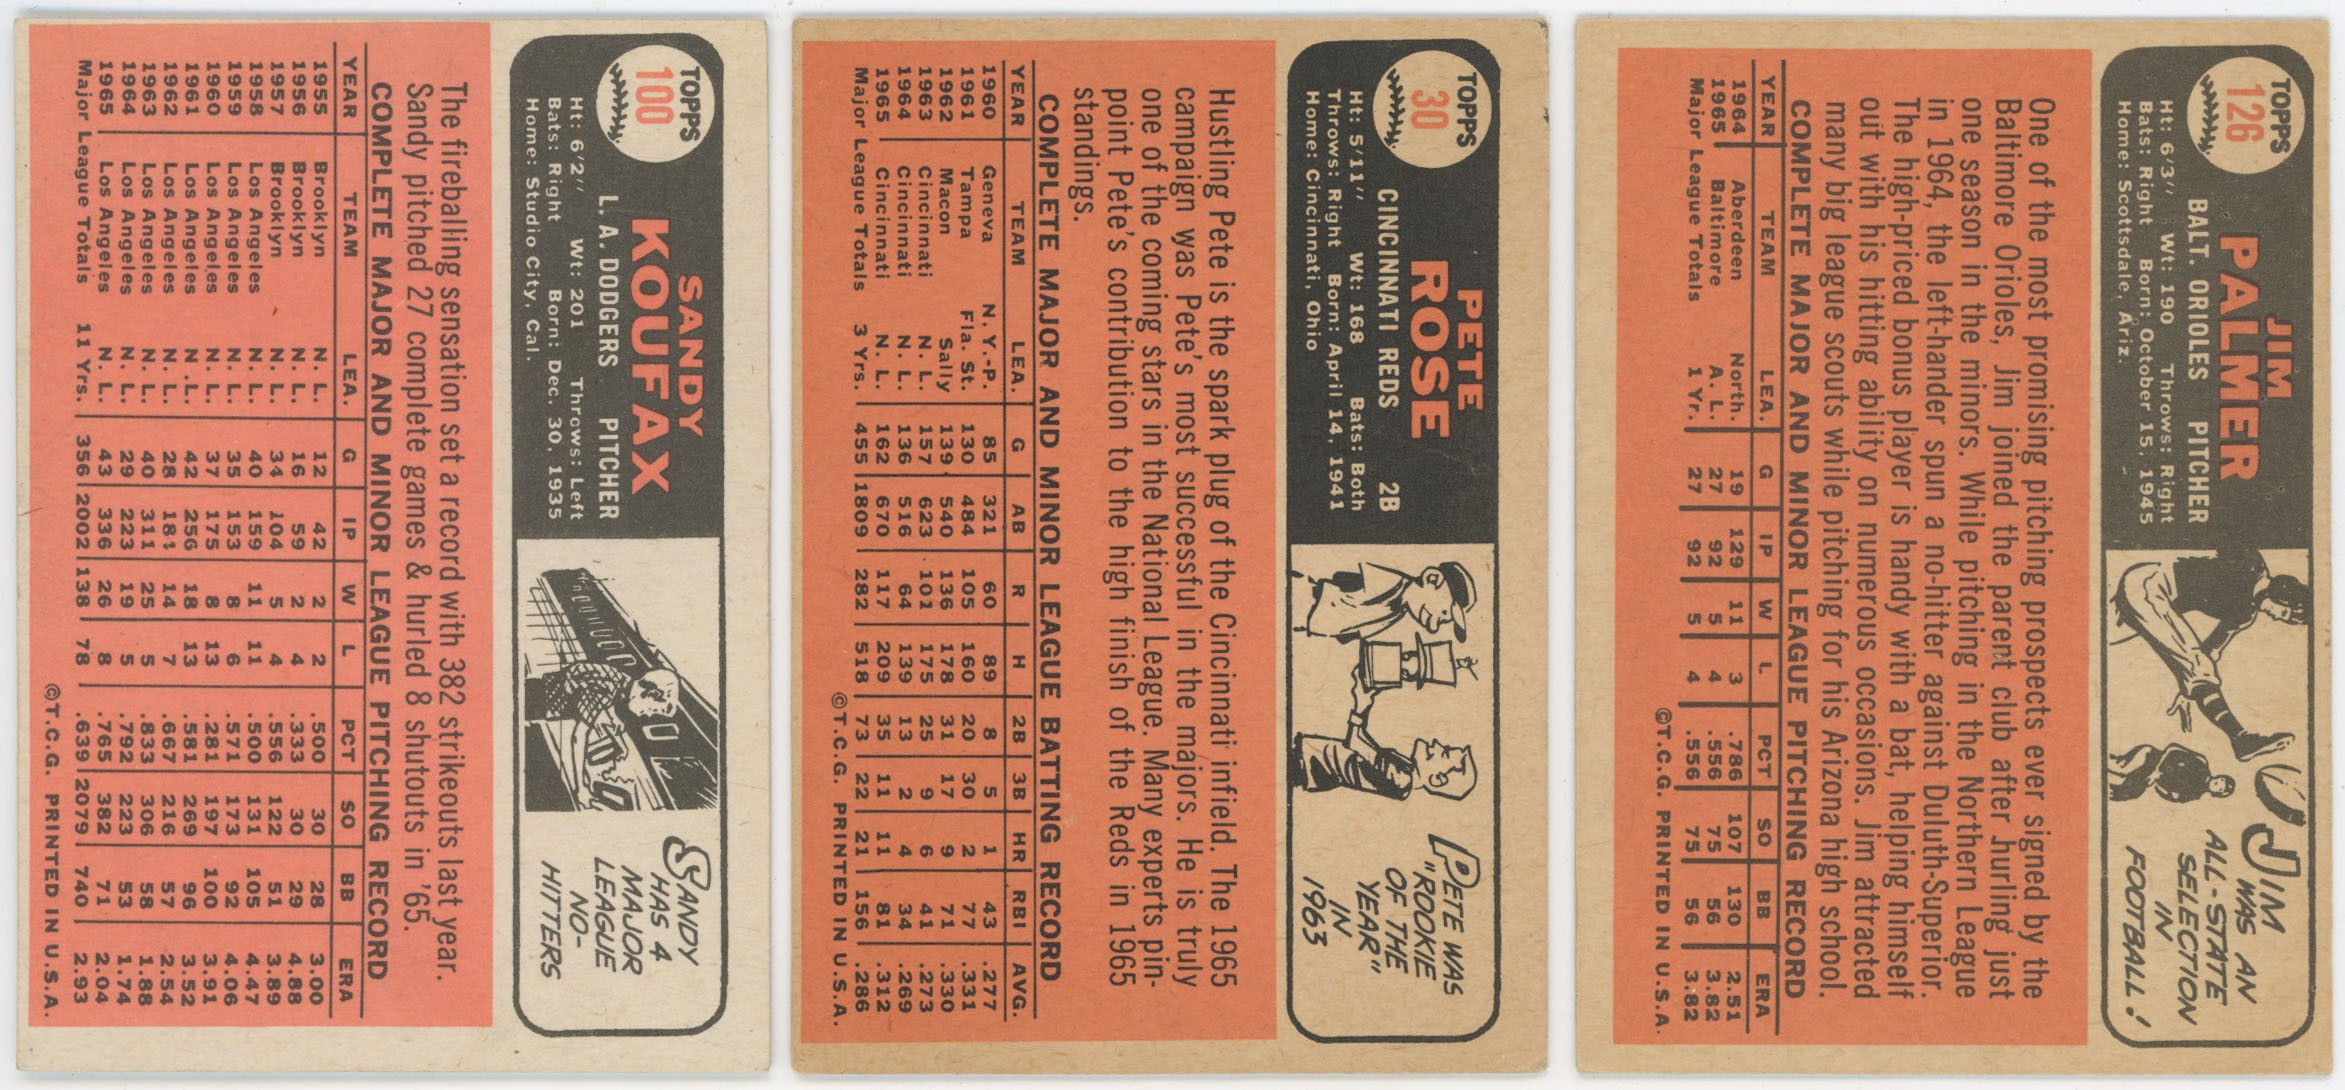 TOPPS
100
SANDY
KOUFAX
L. A. DODGERS PITCHER
Ht: 6'2" Wt: 201 Throws: Left
Bats: Right Born: Dec. 30, 1935
Home: Studio City, Cal.
SANDY
HAS 4
MAJOR
LEAGUE
NO-
HITTERS
The fireballing sensation set a record with 382 strikeouts last year.
Sandy pitched 27 complete games & hurled 8 shutouts in '65.
COMPLETE MAJOR AND MINOR LEAGUE PITCHING RECORD
YEAR TEAM LEA. G IP W L PCT SO BB ERA
1955 Brooklyn N. L. 12 42 2 2 .500 30 28 3.00
1956 Brooklyn N. L. 16 59 2 4 .333 30 29 4.88
1957 Brooklyn N. L. 34 104 5 4 .556 122 51 3.89
1958 Los Angeles N. L. 40 159 11 11 .500 131 105 4.47
1959 Los Angeles N. L. 35 153 8 6 .571 173 92 4.06
1960 Los Angeles N. L. 37 175 8 13 .281 197 100 3.91
1961 Los Angeles N. L. 42 256 18 13 .581 269 96 3.52
1962 Los Angeles N. L. 28 184 14 7 .667 216 57 2.54
1963 Los Angeles N. L. 40 311 25 5 .833 306 58 1.88
1964 Los Angeles N. L. 29 223 19 5 .792 223 53 1.74
1965 Los Angeles N. L. 43 336 26 8 .765 382 71 2.04
Major League Totals 11 Yrs. 356 2002 138 78 .639 2079 740 2.93
©T.C.G. PRINTED IN U.S.A.
TOPPS
30
PETE
ROSE
CINCINNATI REDS 2B
Ht: 5'11" Wt: 168 Bats: Both
Throws: Right Born: April 14, 1941
Home: Cincinnati, Ohio
PETE WAS
"ROOKIE
OF THE
YEAR"
IN
1963
Hustling Pete is the spark plug of the Cincinnati infield. The 1965
campaign was Pete's most successful in the majors. He is truly
one of the coming stars in the National League. Many experts pin-
point Pete's contribution to the high finish of the Reds in 1965
standings.
COMPLETE MAJOR AND MINOR LEAGUE BATTING RECORD
YEAR TEAM LEA. G AB R H 2B 3B HR RBI AVG.
1960 Geneva N. Y.-P. 85 321 60 89 8 5 1 43 .277
1961 Tampa Fla. St. 130 484 105 160 20 30 2 77 .331
1962 Macon Sally 139 540 136 178 31 17 9 71 .330
1963 Cincinnati N. L. 157 623 101 175 25 9 6 41 .273
1964 Cincinnati N. L. 136 516 64 139 13 2 4 34 .269
1965 Cincinnati N. L. 162 670 117 209 35 11 11 81 .312
Major League Totals 3 Yrs. 455 1809 282 518 73 22 21 156 .286
©T.C.G. PRINTED IN U.S.A.
TOPPS
126
JIM
PALMER
BALT. ORIOLES PITCHER
Ht: 6'3" Wt: 190 Throws: Right
Bats: Right Born: October 15, 1945
Home: Scottsdale, Ariz.
JIM
WAS AN
ALL-STATE
SELECTION
IN
FOOTBALL!
One of the most promising pitching prospects ever signed by the
Baltimore Orioles, Jim joined the parent club after hurling just
one season in the minors. While pitching in the Northern League
in 1964, the left-hander spun a no-hitter against Duluth-Superior.
The high-priced bonus player is handy with a bat, helping himself
out with his hitting ability on numerous occasions. Jim attracted
many big league scouts while pitching for his Arizona high school.
COMPLETE MAJOR AND MINOR LEAGUE PITCHING RECORD
YEAR TEAM LEA. G IP W L PCT SO BB ERA
1964 Aberdeen North. 19 129 11 3 .786 107 130 2.51
1965 Baltimore A. L. 27 92 5 4 .556 75 56 3.82
Major League Totals 1 Yr. 27 92 5 4 .556 75 56 3.82
©T.C.G. PRINTED IN U.S.A.